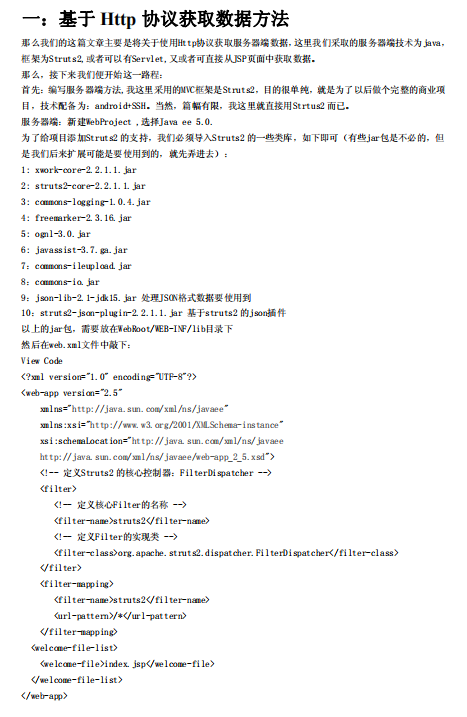 一：基于 Http 协议获取数据方法
那么我们的这篇文章主要是将关于使用Http协议获取服务器端数据,这里我们采取的服务器端技术为java,
框架为Struts2,或者可以有Servlet,又或者可直接从JSP页面中获取数据。
那么，接下来我们便开始这一路程：
首先：编写服务器端方法,我这里采用的MVC框架是Struts2，目的很单纯，就是为了以后做个完整的商业项
目，技术配备为：android+SSH。当然，篇幅有限，我这里就直接用Strtus2而已。
服务器端：新建WebProject ,选择Java ee 5.0.
为了给项目添加Struts2的支持，我们必须导入Struts2的一些类库，如下即可（有些jar包是不必的，但
是我们后来扩展可能是要使用到的，就先弄进去）：
1: xwork-core-2.2.1.1.jar
2: struts2-core-2.2.1.1.jar
3: commons-logging-1.0.4.jar
4: freemarker-2.3.16.jar
5: ognl-3.0.jar
6: javassist-3.7.ga.jar
7: commons-ileupload.jar
8: commons-io.jar
9: json-lib-2.1-jdk15.jar 处理JSON格式数据要使用到
10: struts2-json-plugin-2.2.1.1.jar 基于struts2的json插件
以上的jar包，需要放在WebRoot/WEB-INF/lib目录下
然后在web.xml文件中敲下：
View Code
<?xml version="1.0" encoding="UTF-8"?>
<web-app version="2.5"
xmlns="http://java.sun.com/xml/ns/javaee"
xmlns:xsi="http://www.w3.org/2001/XMLSchema-instance"
xsi:schemaLocation="http://java.sun.com/xml/ns/javaee
http://java.sun.com/xml/ns/javaee/web-app_2_5.xsd">
<!-- 定义Struts2的核心控制器：FilterDispatcher -->
<filter>
<!-- 定义核心Filter的名称 -->
<filter-name>struts2</filter-name>
<!-- 定义Filter的实现类 -->
<filter-class>org.apache.struts2.dispatcher.FilterDispatcher</filter-class>
</filter>
<filter-mapping>
<filter-name>struts2</filter-name>
<url-pattern>/*</url-pattern>
</filter-mapping>
<welcome-file-list>
<welcome-file>index.jsp</welcome-file>
</welcome-file-list>
</web-app>